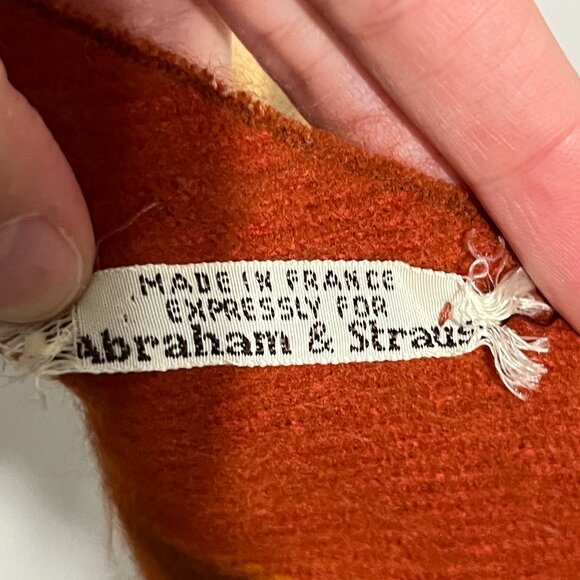 MADE IN FRANCE
EXPRESSLY FOR
Abraham & Straus